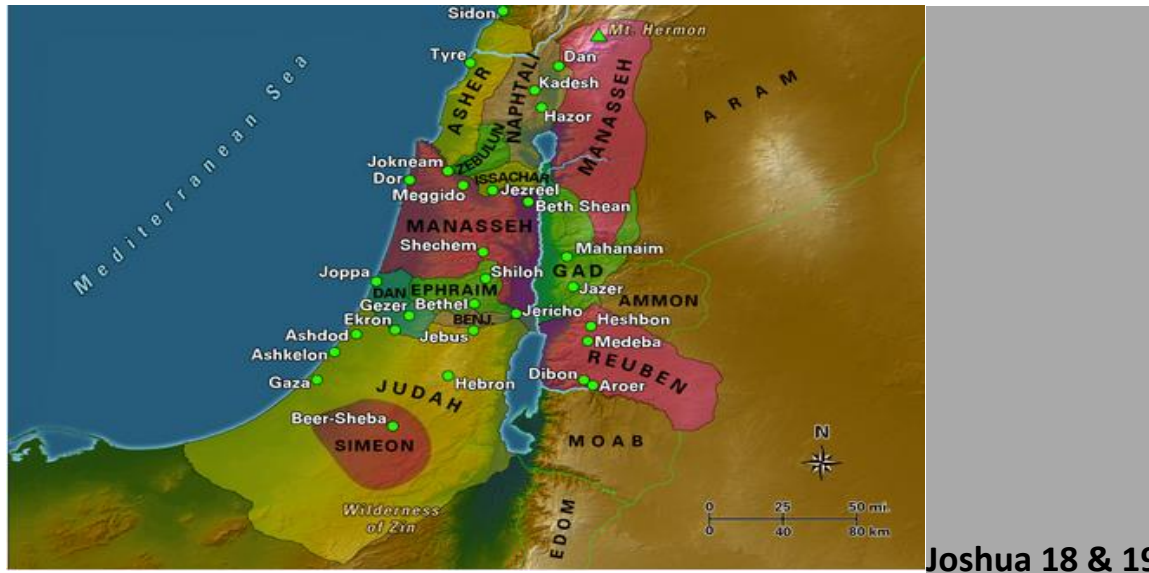 Sidon
Mt. Hermon
Tyre
Dan
Kadesh
Hazor
ASHER
NAPHTALI
MANASSEH
ARAM
Mediterranean Sea
ZEBULUN
Jokneam
Dor
Meggido
ISSACHAR
Jezreel
Beth Shean
MANASSEH
Shechem
Mahanaim
GAD
Joppa
Shiloh
DAN
EPHRAIM
Jazer
AMMON
Gezer
Bethel
Jericho
Ekron
BENJ.
Heshbon
Ashdod
Jebus
Medeba
Ashkelon
REUBEN
Gaza
JUDAH
Hebron
Dibon
Aroer
Beer-Sheba
SIMEON
MOAB
N
Wilderness
of Zin
EDOM
0 25 50 mi.
0 40 80 km
Joshua 18 & 19